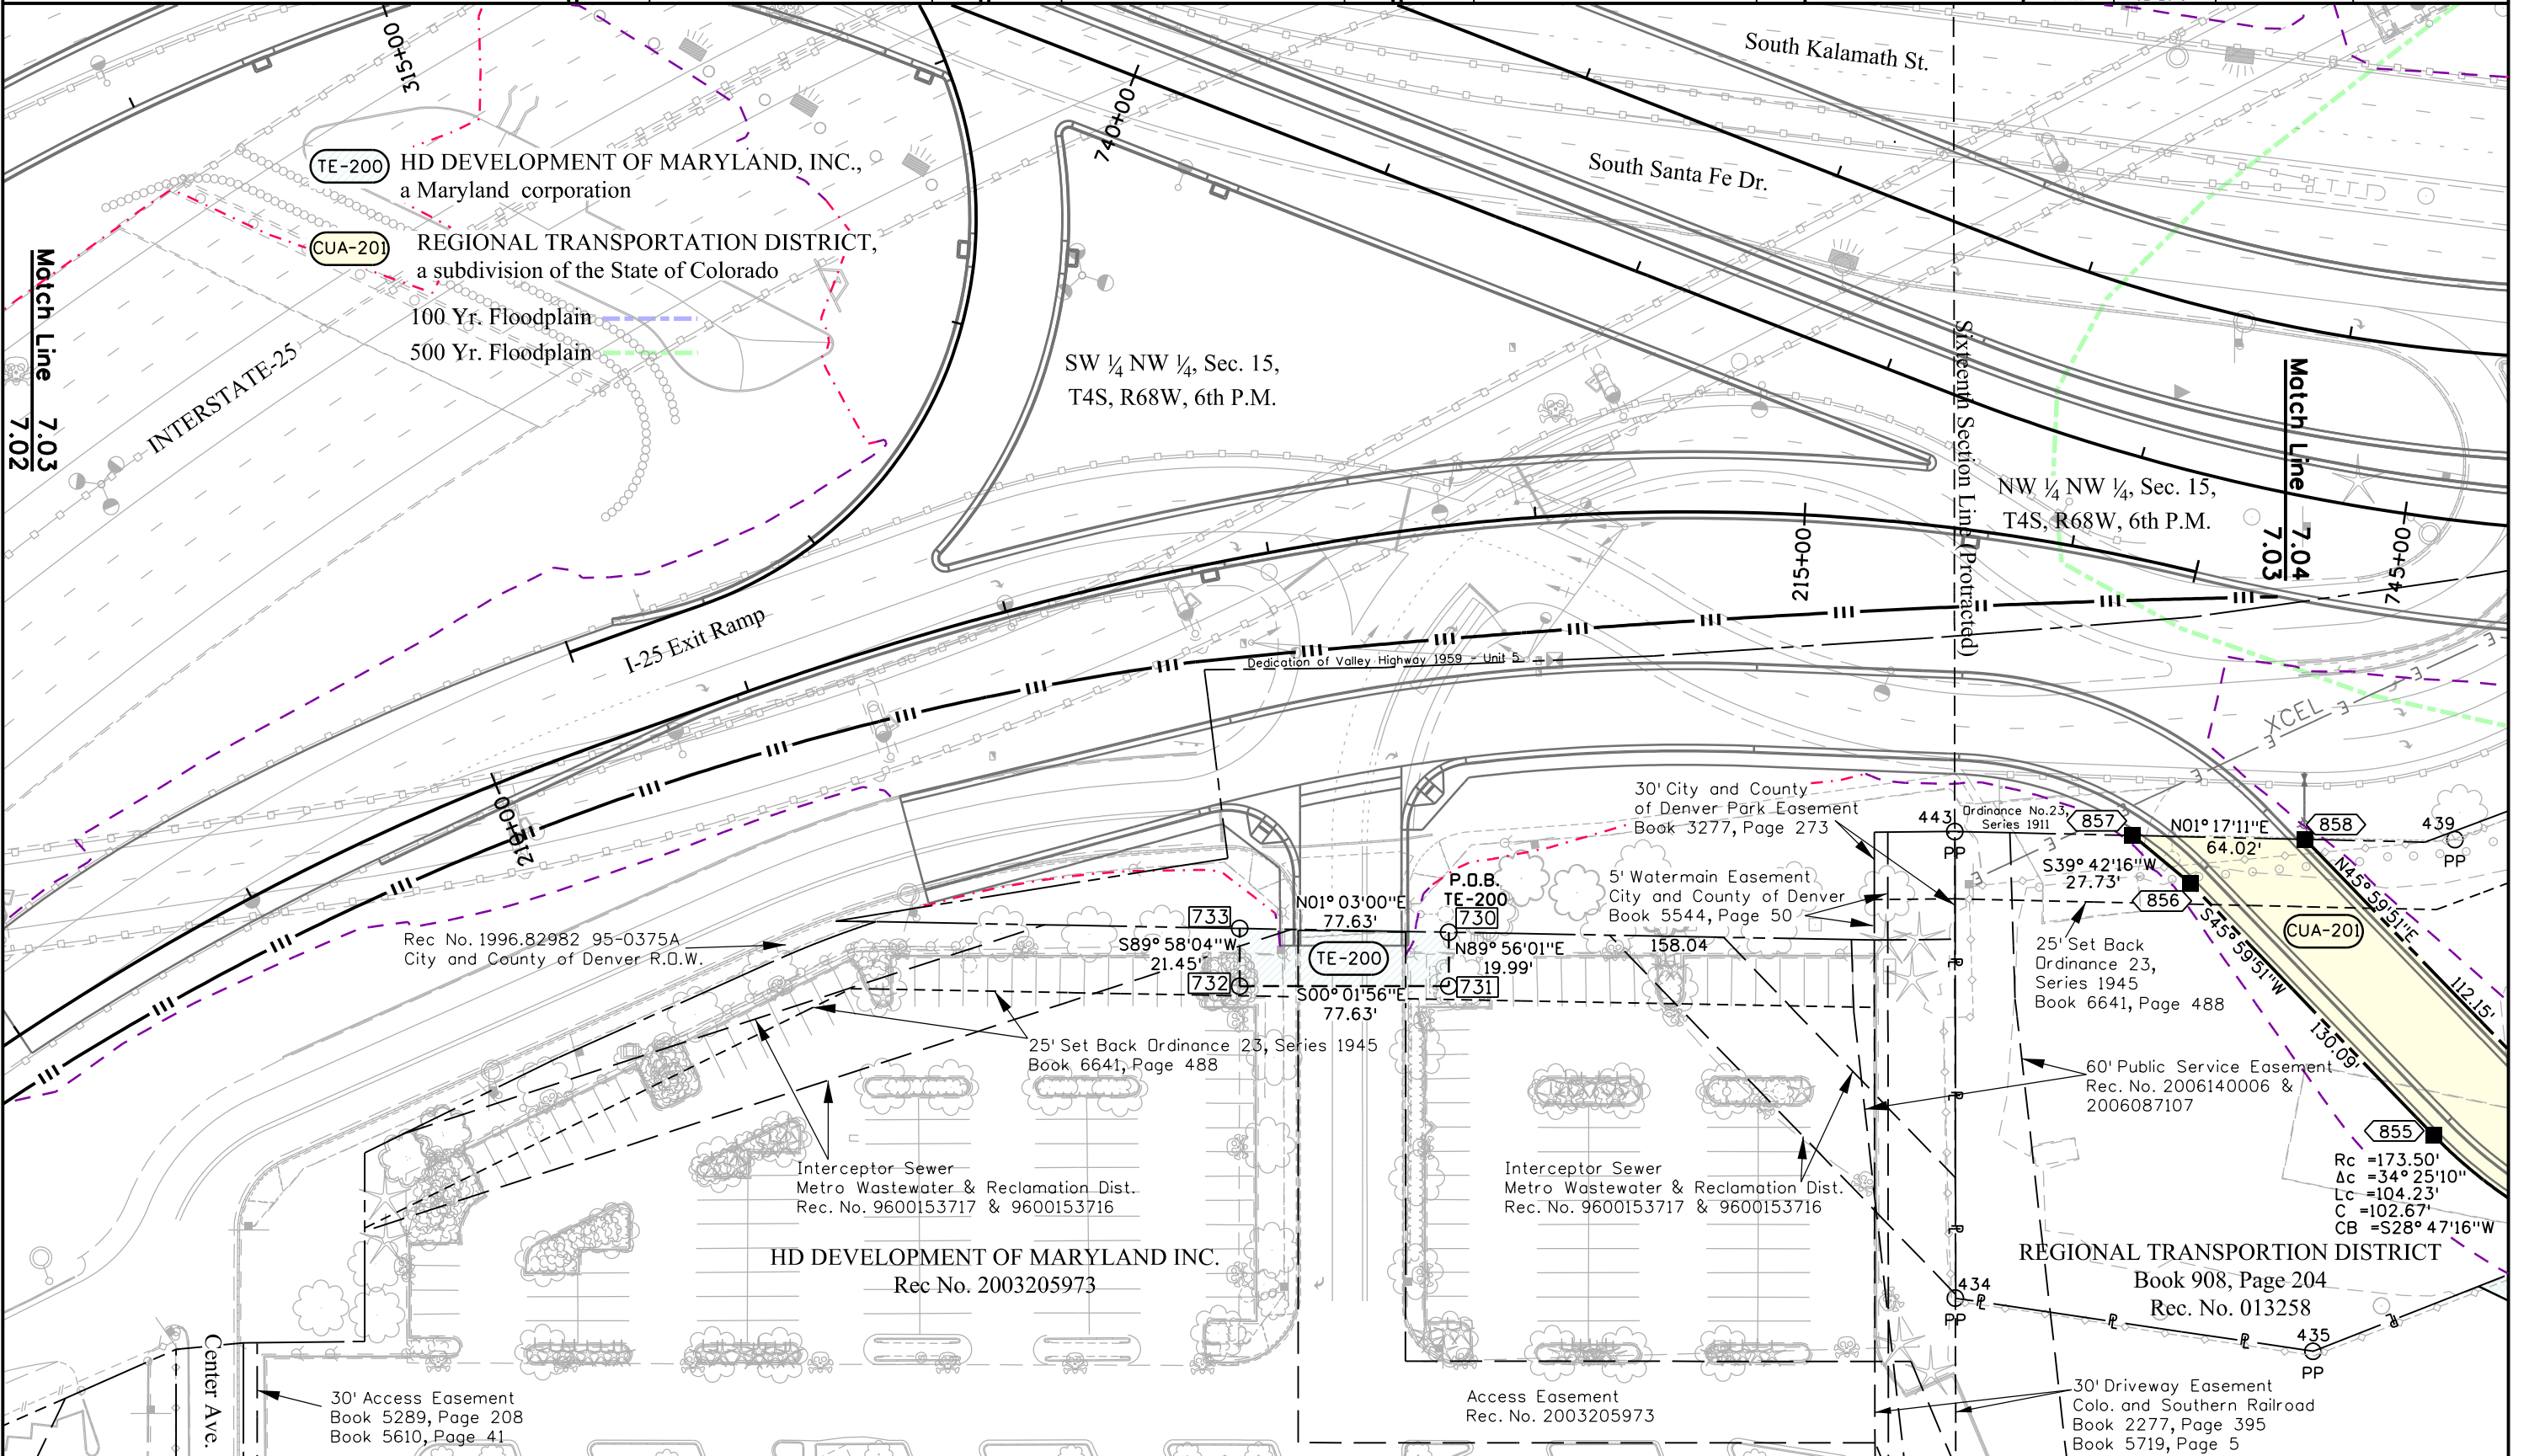 315+00
740+00
South Kalamath St.
South Santa Fe Dr.
TE-200
HD DEVELOPMENT OF MARYLAND, INC.,
a Maryland corporation
CUA-201
REGIONAL TRANSPORTATION DISTRICT,
a subdivision of the State of Colorado
100 Yr. Floodplain
500 Yr. Floodplain
Match Line 7.03
7.02
INTERSTATE-25
SW 1/4 NW 1/4, Sec. 15,
T4S, R68W, 6th P.M.
Sixteenth Section Line (Protracted)
NW 1/4 NW 1/4, Sec. 15,
T4S, R68W, 6th P.M.
Match Line 7.04
7.03
745+00
215+00
I-25 Exit Ramp
Dedication of Valley Highway 1959 - Unit 5
XCEL
E
E
E
E
E
E
E
210+00
30' City and County
of Denver Park Easement
Book 3277, Page 273
443
PP
Ordinance No.23,
Series 1911
857
N01° 17'11"E
64.02'
858
439
PP
S39° 42'16"W
27.73'
856
N45° 59'51"E
112.15'
CUA-201
S45° 59'51"W
130.09'
5' Watermain Easement
City and County of Denver
Book 5544, Page 50
P.O.B.
TE-200
730
N01° 03'00"E
77.63'
733
S89° 58'04"W
21.45'
732
TE-200
N89° 56'01"E
19.99'
731
S00° 01'56"E
77.63'
158.04
Rec No. 1996.82982 95-0375A
City and County of Denver R.O.W.
25' Set Back
Ordinance 23,
Series 1945
Book 6641, Page 488
25' Set Back Ordinance 23, Series 1945
Book 6641, Page 488
60' Public Service Easement
Rec. No. 2006140006 &
2006087107
855
Rc =173.50'
Δc =34° 25'10"
Lc =104.23'
C =102.67'
CB =S28° 47'16"W
Interceptor Sewer
Metro Wastewater & Reclamation Dist.
Rec. No. 9600153717 & 9600153716
Interceptor Sewer
Metro Wastewater & Reclamation Dist.
Rec. No. 9600153717 & 9600153716
HD DEVELOPMENT OF MARYLAND INC.
Rec No. 2003205973
REGIONAL TRANSPORTION DISTRICT
Book 908, Page 204
Rec. No. 013258
434
PP
435
PP
Center Ave.
30' Access Easement
Book 5289, Page 208
Book 5610, Page 41
Access Easement
Rec. No. 2003205973
30' Driveway Easement
Colo. and Southern Railroad
Book 2277, Page 395
Book 5719, Page 5